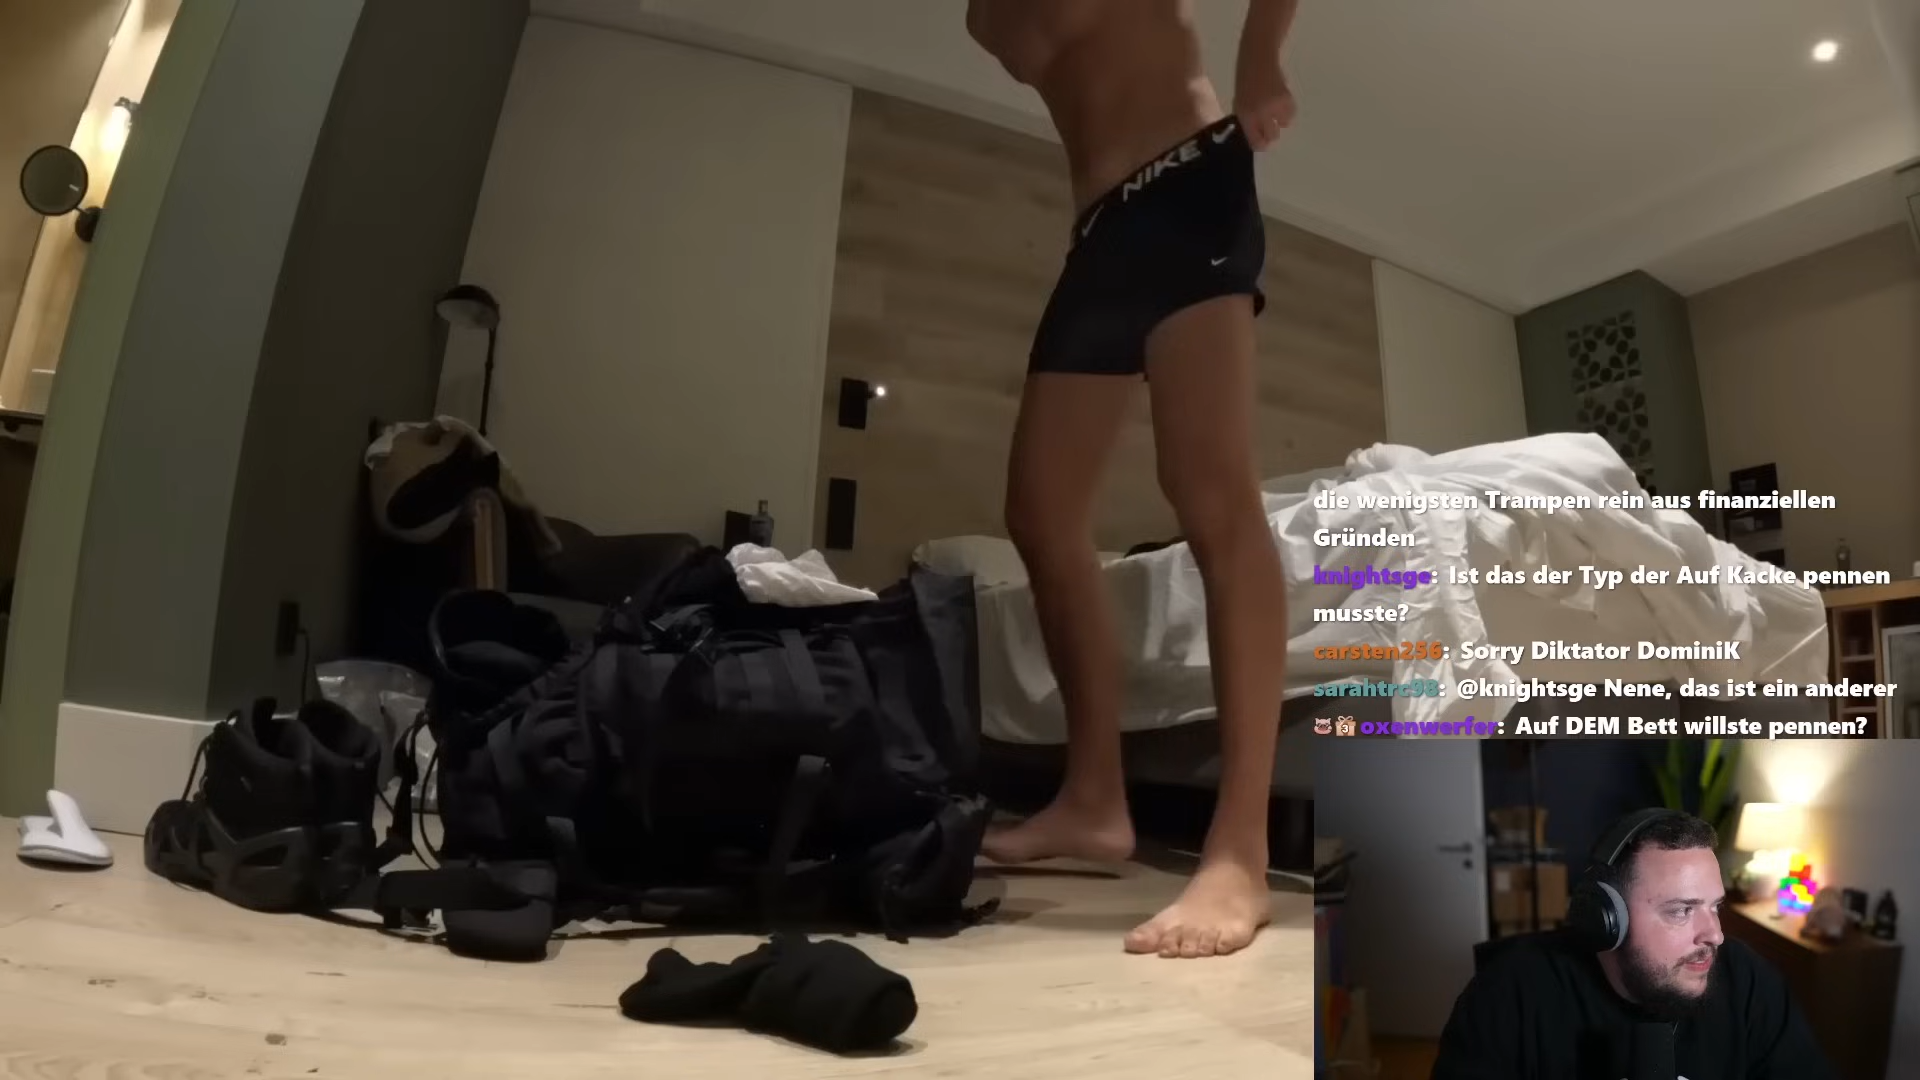 NIKE
die wenigsten Trampen rein aus finanziellen
Gründen
knightsge: Ist das der Typ der Auf Kacke pennen
musste?
carsten256: Sorry Diktator DominiK
sarahtrc98: @knightsge Nene, das ist ein anderer
3 oxenwerfer: Auf DEM Bett willste pennen?